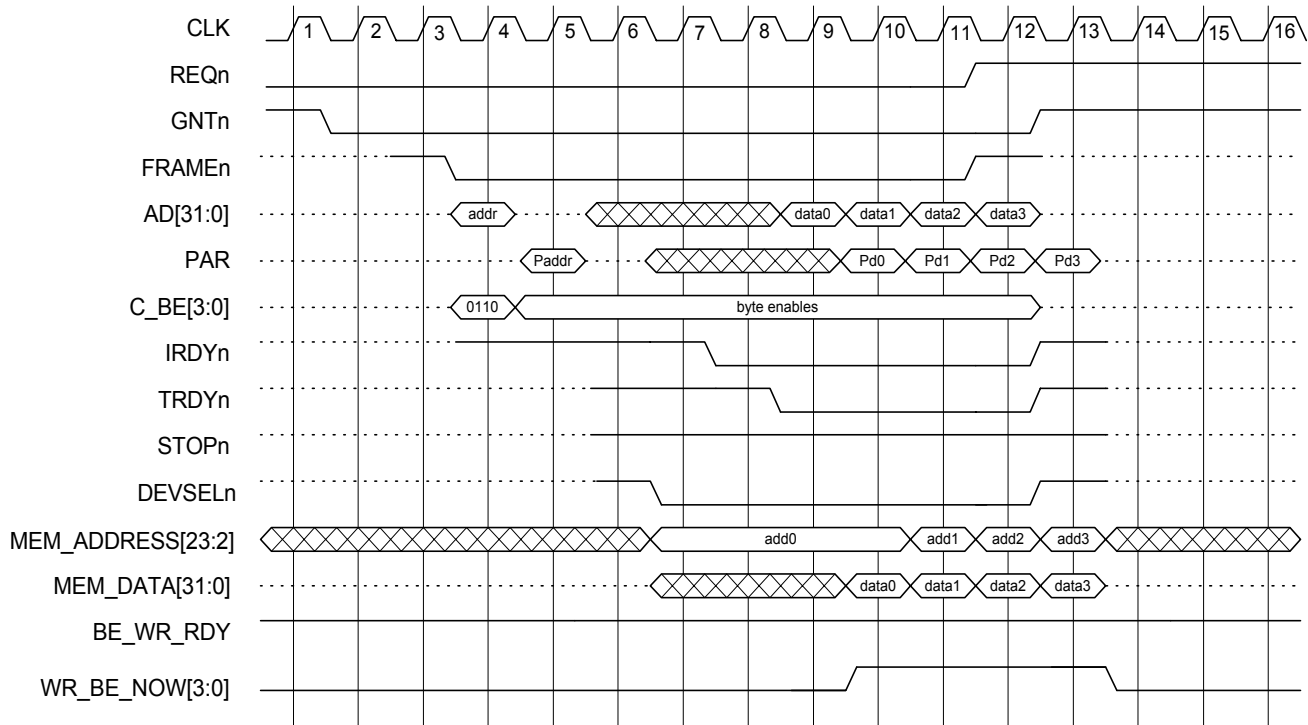 CLK 1 2 3 4 5 6 7 8 9 10 11 12 13 14 15 16
REQn
GNTn
FRAMEn
AD[31:0] addr data0 data1 data2 data3
PAR Paddr Pd0 Pd1 Pd2 Pd3
C_BE[3:0] 0110 byte enables
IRDYn
TRDYn
STOPn
DEVSELn
MEM_ADDRESS[23:2] add0 add1 add2 add3
MEM_DATA[31:0] data0 data1 data2 data3
BE_WR_RDY
WR_BE_NOW[3:0]